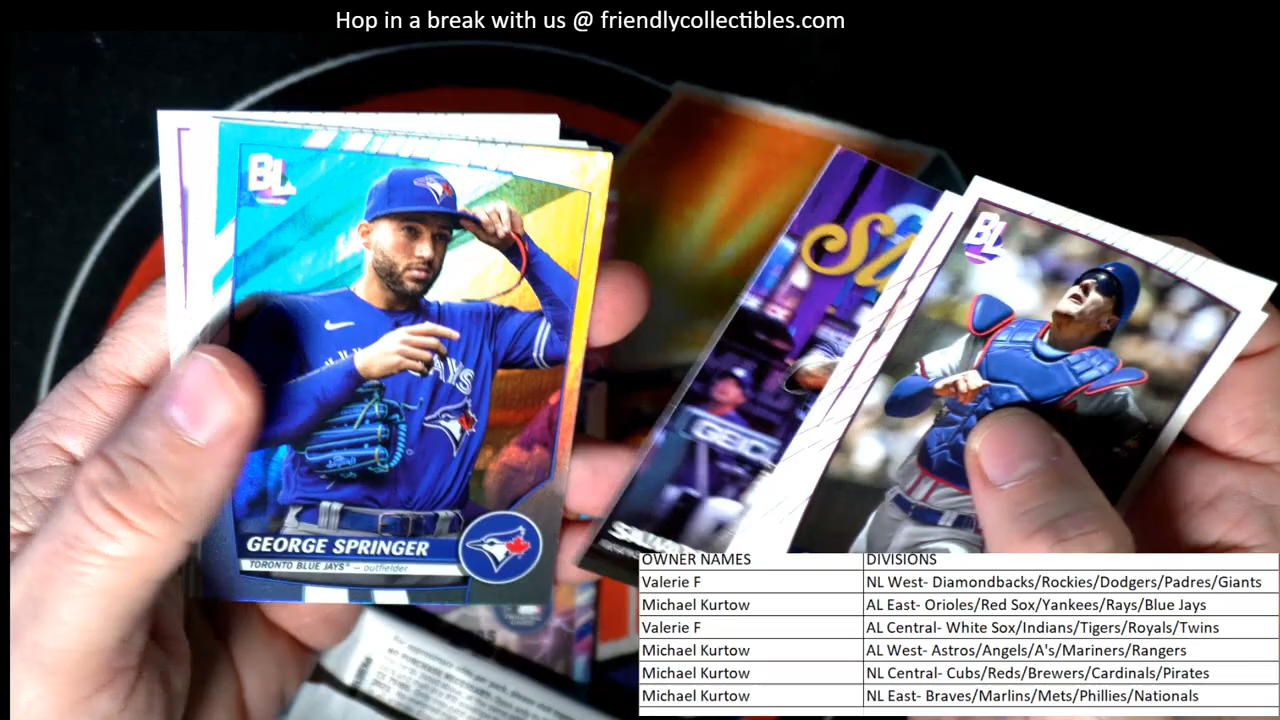 Hop in a break with us @ friendlycollectibles.com
BL
GEORGE SPRINGER
TORONTO BLUE JAYS® – outfielder
BL
GEICO
OWNER NAMES DIVISIONS
Valerie F NL West- Diamondbacks/Rockies/Dodgers/Padres/Giants
Michael Kurtow AL East- Orioles/Red Sox/Yankees/Rays/Blue Jays
Valerie F AL Central- White Sox/Indians/Tigers/Royals/Twins
Michael Kurtow AL West- Astros/Angels/A's/Mariners/Rangers
Michael Kurtow NL Central- Cubs/Reds/Brewers/Cardinals/Pirates
Michael Kurtow NL East- Braves/Marlins/Mets/Phillies/Nationals